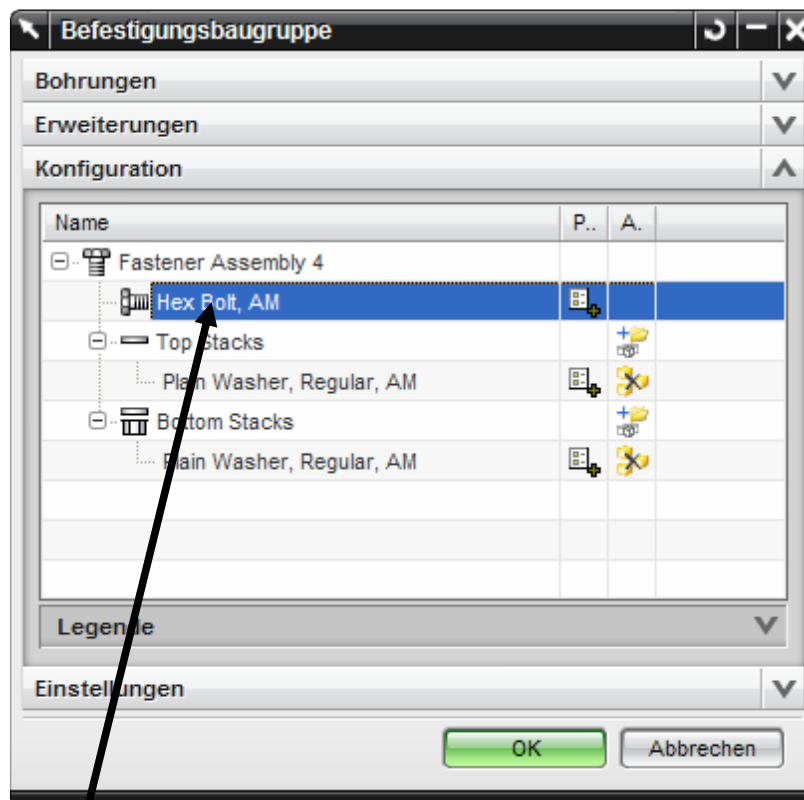 Befestigungsbaugruppe
Bohrungen
Erweiterungen
Konfiguration
Name P.. A.
Fastener Assembly 4
Hex Bolt, AM
Top Stacks
Plain Washer, Regular, AM
Bottom Stacks
Plain Washer, Regular, AM
Legende
Einstellungen
OK Abbrechen